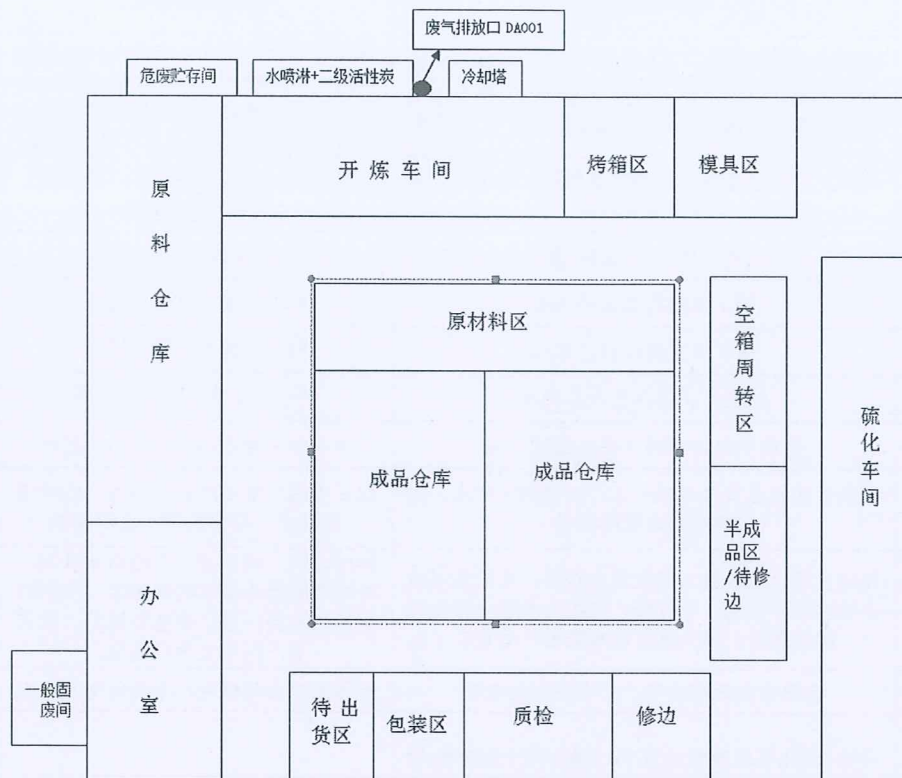 废气排放口 DA001
危废贮存间
水喷淋+二级活性炭
冷却塔
原料仓库
开炼车间
烤箱区
模具区
原材料区
成品仓库
成品仓库
空箱周转区
半成
品区
/待修
边
硫化车间
办公室
一般固
废间
待 出
货区
包装区
质检
修边